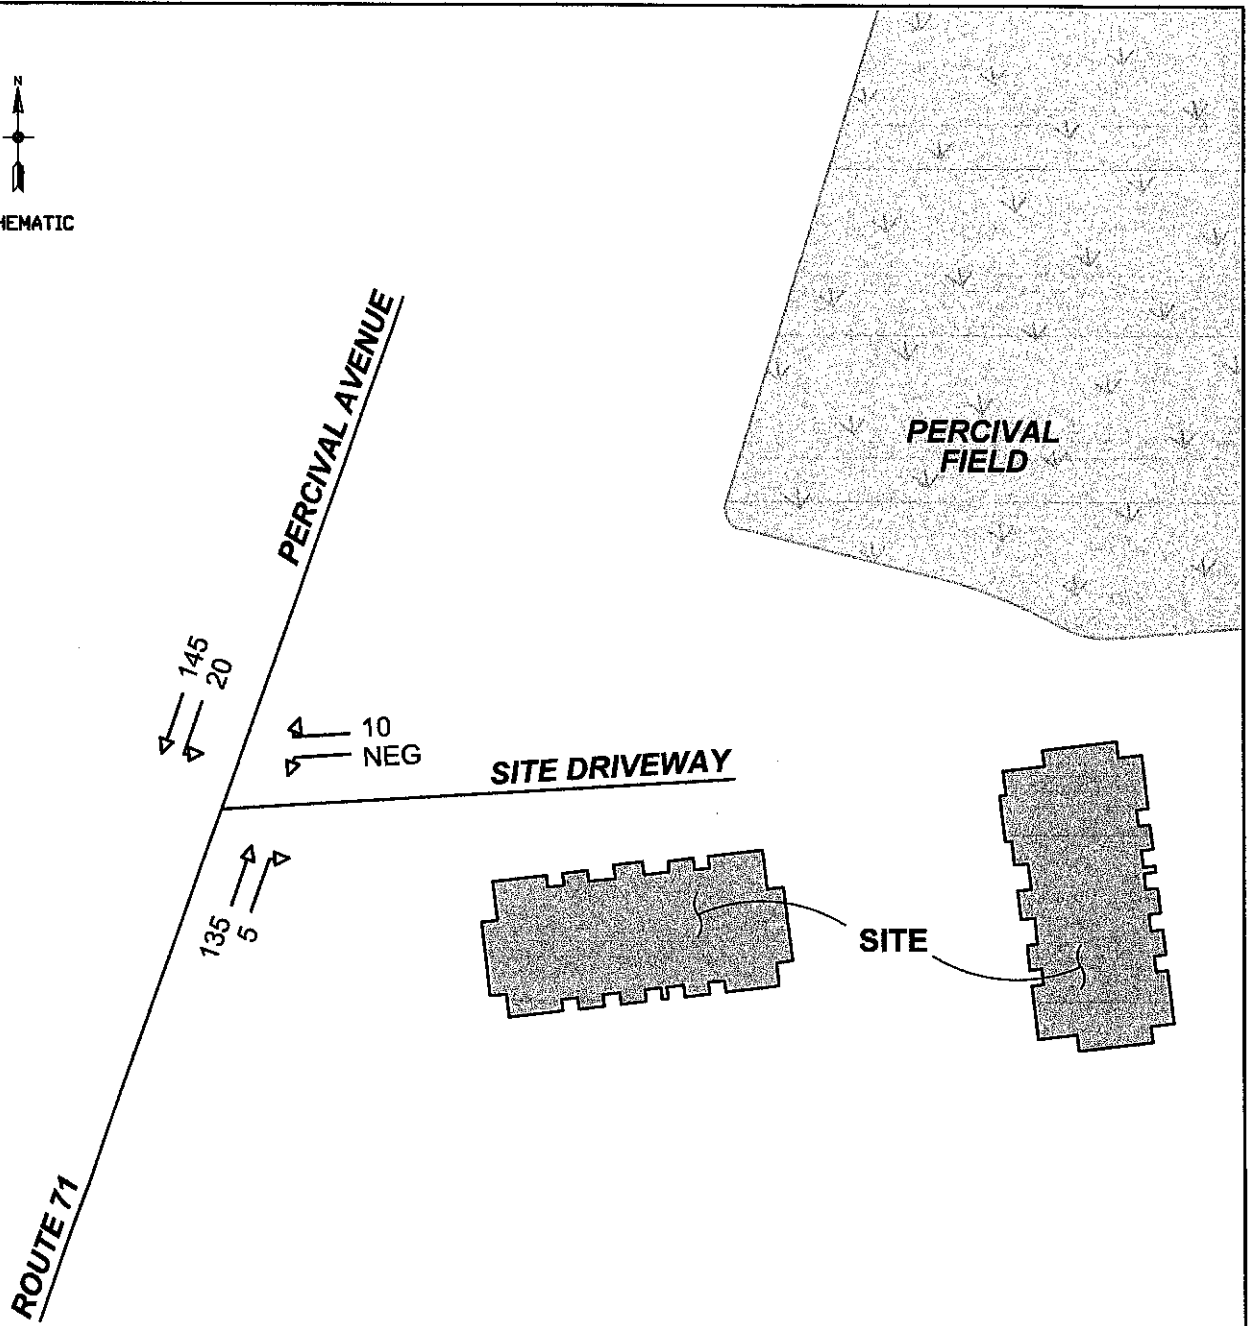 N
HEMATIC
PERCIVAL AVENUE
PERCIVAL
FIELD
145
20
10
NEG
SITE DRIVEWAY
135
5
SITE
ROUTE 71